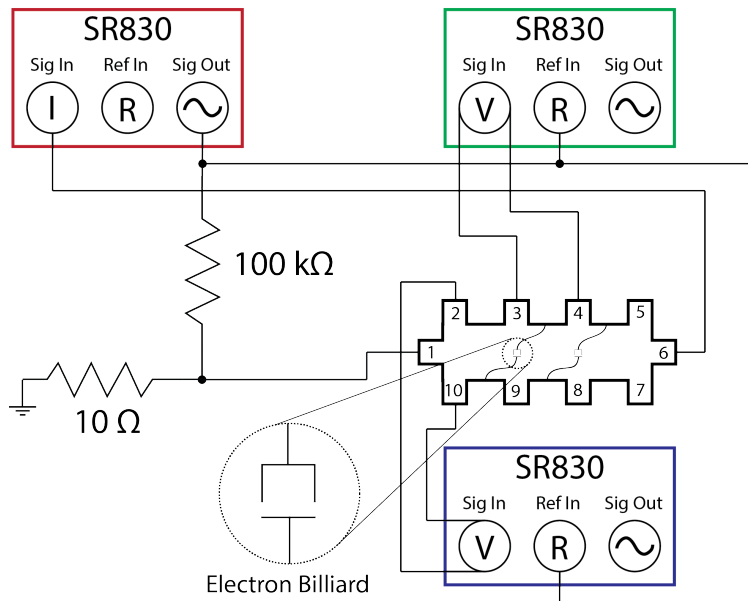 SR830
Sig In Ref In Sig Out
I R
SR830
Sig In Ref In Sig Out
V R
100 kΩ
10 Ω
2 3 4 5
1 6
10 9 8 7
SR830
Sig In Ref In Sig Out
V R
Electron Billiard